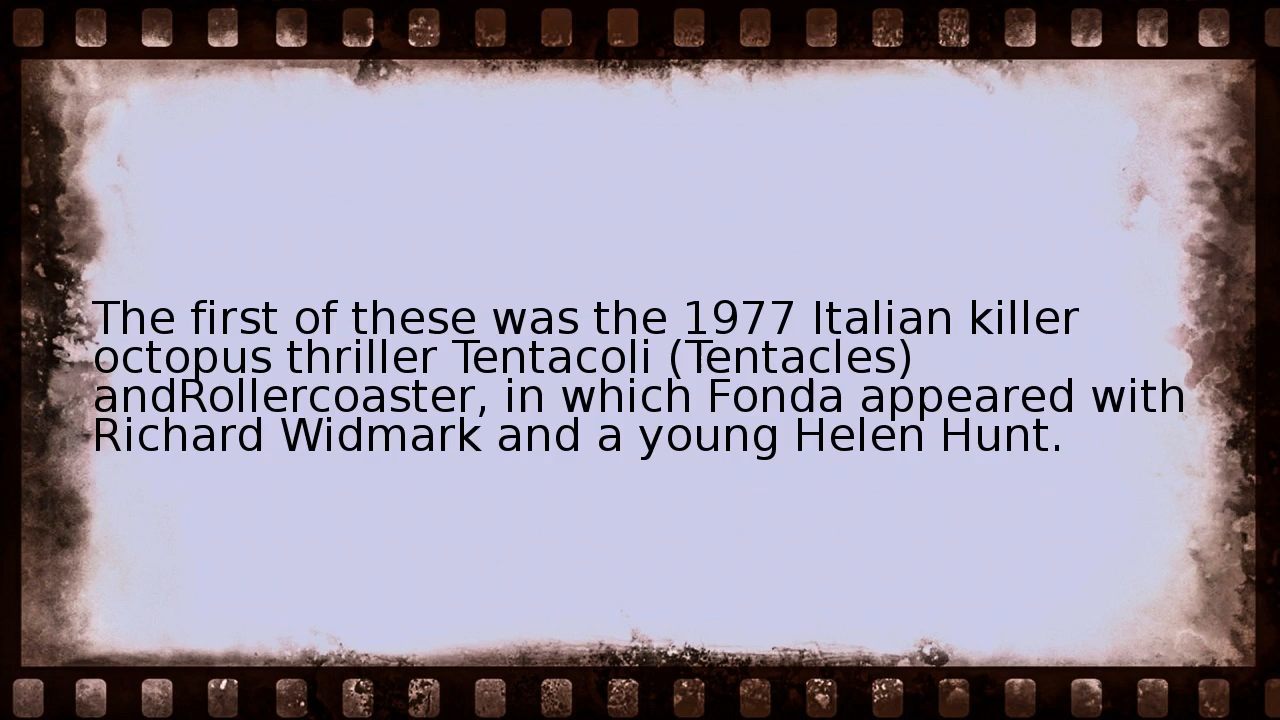 The first of these was the 1977 Italian killer
octopus thriller Tentacoli (Tentacles)
andRollercoaster, in which Fonda appeared with
Richard Widmark and a young Helen Hunt.